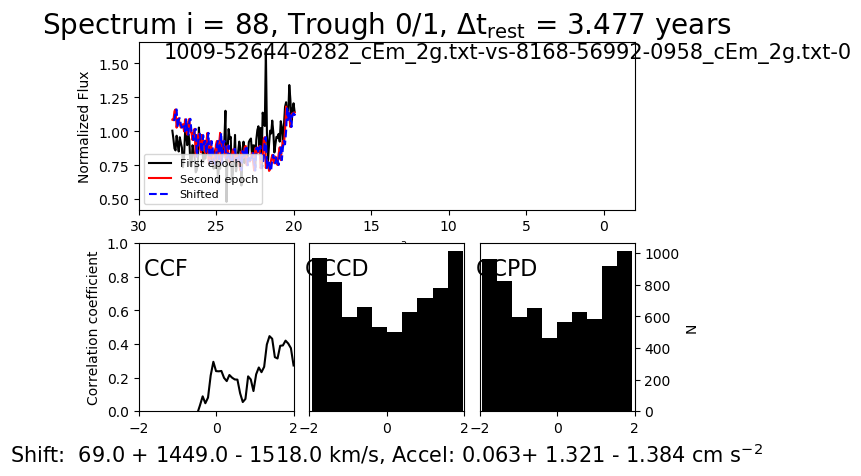 Spectrum i = 88, Trough 0/1, Δt_rest = 3.477 years
1009-52644-0282_cEm_2g.txt-vs-8168-56992-0958_cEm_2g.txt-0
Normalized Flux
1.50
1.25
1.00
0.75
0.50
First epoch
Second epoch
Shifted
30 25 20 15 10 5 0
Correlation coefficient
1.0
0.8
0.6
0.4
0.2
0.0
CCF
CCCD
CCPD
1000
800
600
400
200
0
N
−2 0 2
−2 0 2
−2 0 2
Shift: 69.0 + 1449.0 - 1518.0 km/s, Accel: 0.063+ 1.321 - 1.384 cm s⁻²